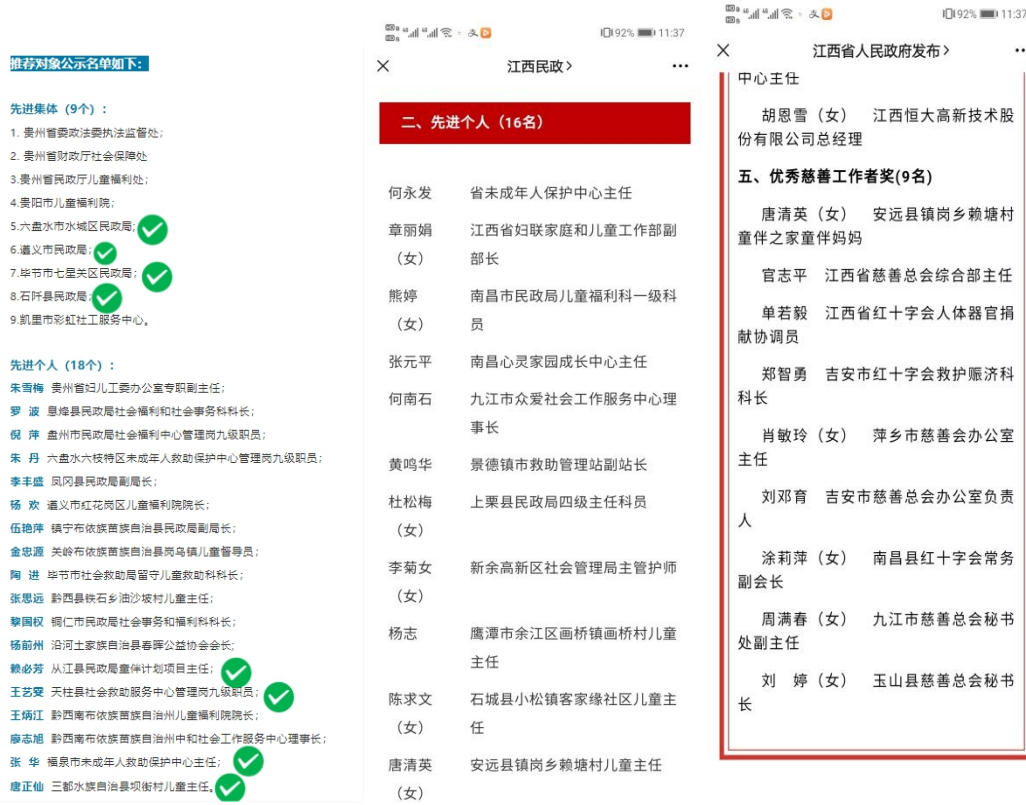 推荐对象公示名单如下:
先进集体（9个）:
1. 贵州省委政法委执法监督处;
2. 贵州省财政厅社会保障处
3.贵州省民政厅儿童福利处;
4.贵阳市儿童福利院;
5.六盘水市水城区民政局;
6.遵义市民政局;
7.毕节市七星关区民政局;
8.石阡县民政局;
9.凯里市彩虹社工服务中心。
先进个人（18个）:
朱雪梅 贵州省妇儿工委办公室专职副主任;
罗 波 息烽县民政局社会福利和社会事务科科长;
倪 萍 盘州市民政局社会福利中心管理岗九级职员;
朱 丹 六盘水六枝特区未成年人救助保护中心管理岗九级职员;
李丰盛 凤冈县民政局副局长;
杨 欢 遵义市红花岗区儿童福利院院长;
伍艳萍 镇宁布依族苗族自治县民政局副局长;
金忠源 关岭布依族苗族自治县岗乌镇儿童督导员;
陶 进 毕节市社会救助局留守儿童救助科科长;
张思远 黔西县铁石乡油沙坡村儿童主任;
黎国权 铜仁市民政局社会事务和福利科科长;
杨前州 沿河土家族自治县春晖公益协会会长;
赖必芳 从江县民政局童伴计划项目主任;
王艺雯 天柱县社会救助服务中心管理岗九级职员;
王炳江 黔西南布依族苗族自治州儿童福利院院长;
廖志旭 黔西南布依族苗族自治州中和社会工作服务中心理事长;
张 华 福泉市未成年人救助保护中心主任;
唐正仙 三都水族自治县坝街村儿童主任。
92% 11:37
江西民政>
二、先进个人（16名）
何永发 省未成年人保护中心主任
章丽娟 江西省妇联家庭和儿童工作部副
（女） 部长
熊婷 南昌市民政局儿童福利科一级科
（女） 员
张元平 南昌心灵家园成长中心主任
何南石 九江市众爱社会工作服务中心理
事长
黄鸣华 景德镇市救助管理站副站长
杜松梅 上栗县民政局四级主任科员
（女）
李菊女 新余高新区社会管理局主管护师
（女）
杨志 鹰潭市余江区画桥镇画桥村儿童
主任
陈求文 石城县小松镇客家缘社区儿童主
（女） 任
唐清英 安远县镇岗乡赖塘村儿童主任
（女）
92% 11:37
江西省人民政府发布>
中心主任
胡恩雪（女） 江西恒大高新技术股
份有限公司总经理
五、优秀慈善工作者奖(9名)
唐清英（女） 安远县镇岗乡赖塘村
童伴之家童伴妈妈
官志平 江西省慈善总会综合部主任
单若毅 江西省红十字会人体器官捐
献协调员
郑智勇 吉安市红十字会救护赈济科
科长
肖敏玲（女） 萍乡市慈善会办公室
主任
刘邓育 吉安市慈善总会办公室负责
人
涂莉萍（女） 南昌县红十字会常务
副会长
周满春（女） 九江市慈善总会秘书
处副主任
刘 婷（女） 玉山县慈善总会秘书
长